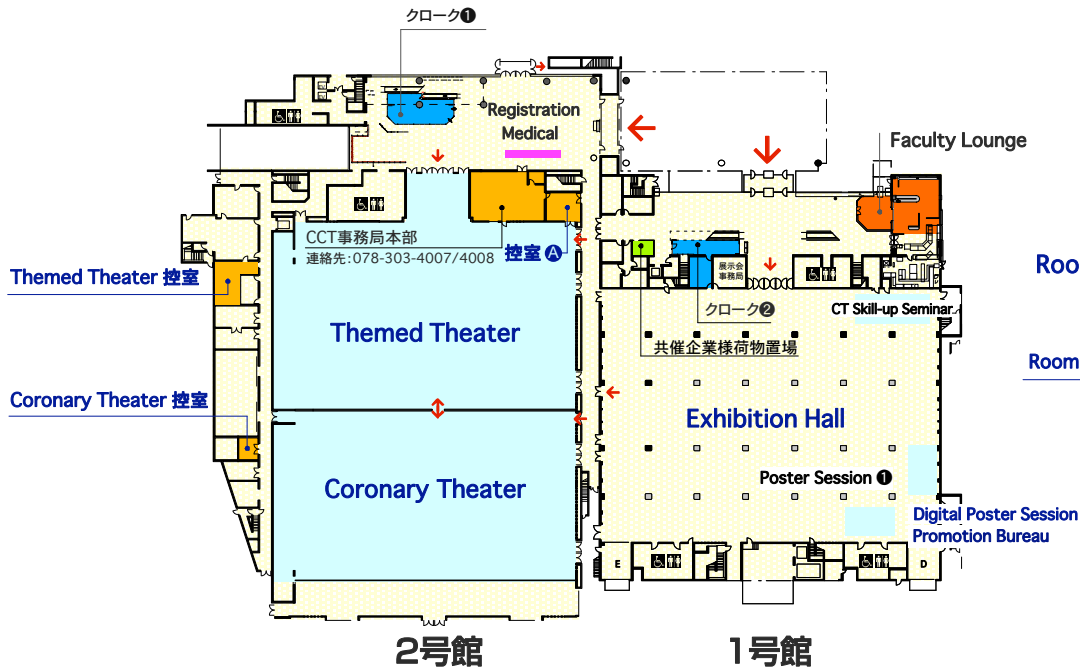 クローク❶
Registration
Medical
Faculty Lounge
CCT事務局本部
連絡先:078-303-4007/4008
控室 Ⓐ
展示会
事務局
Themed Theater 控室
Roo
CT Skill-up Seminar
クローク❷
Themed Theater
共催企業様荷物置場
Room
Coronary Theater 控室
Exhibition Hall
Poster Session ❶
Coronary Theater
Digital Poster Session
Promotion Bureau
E
D
2号館
1号館